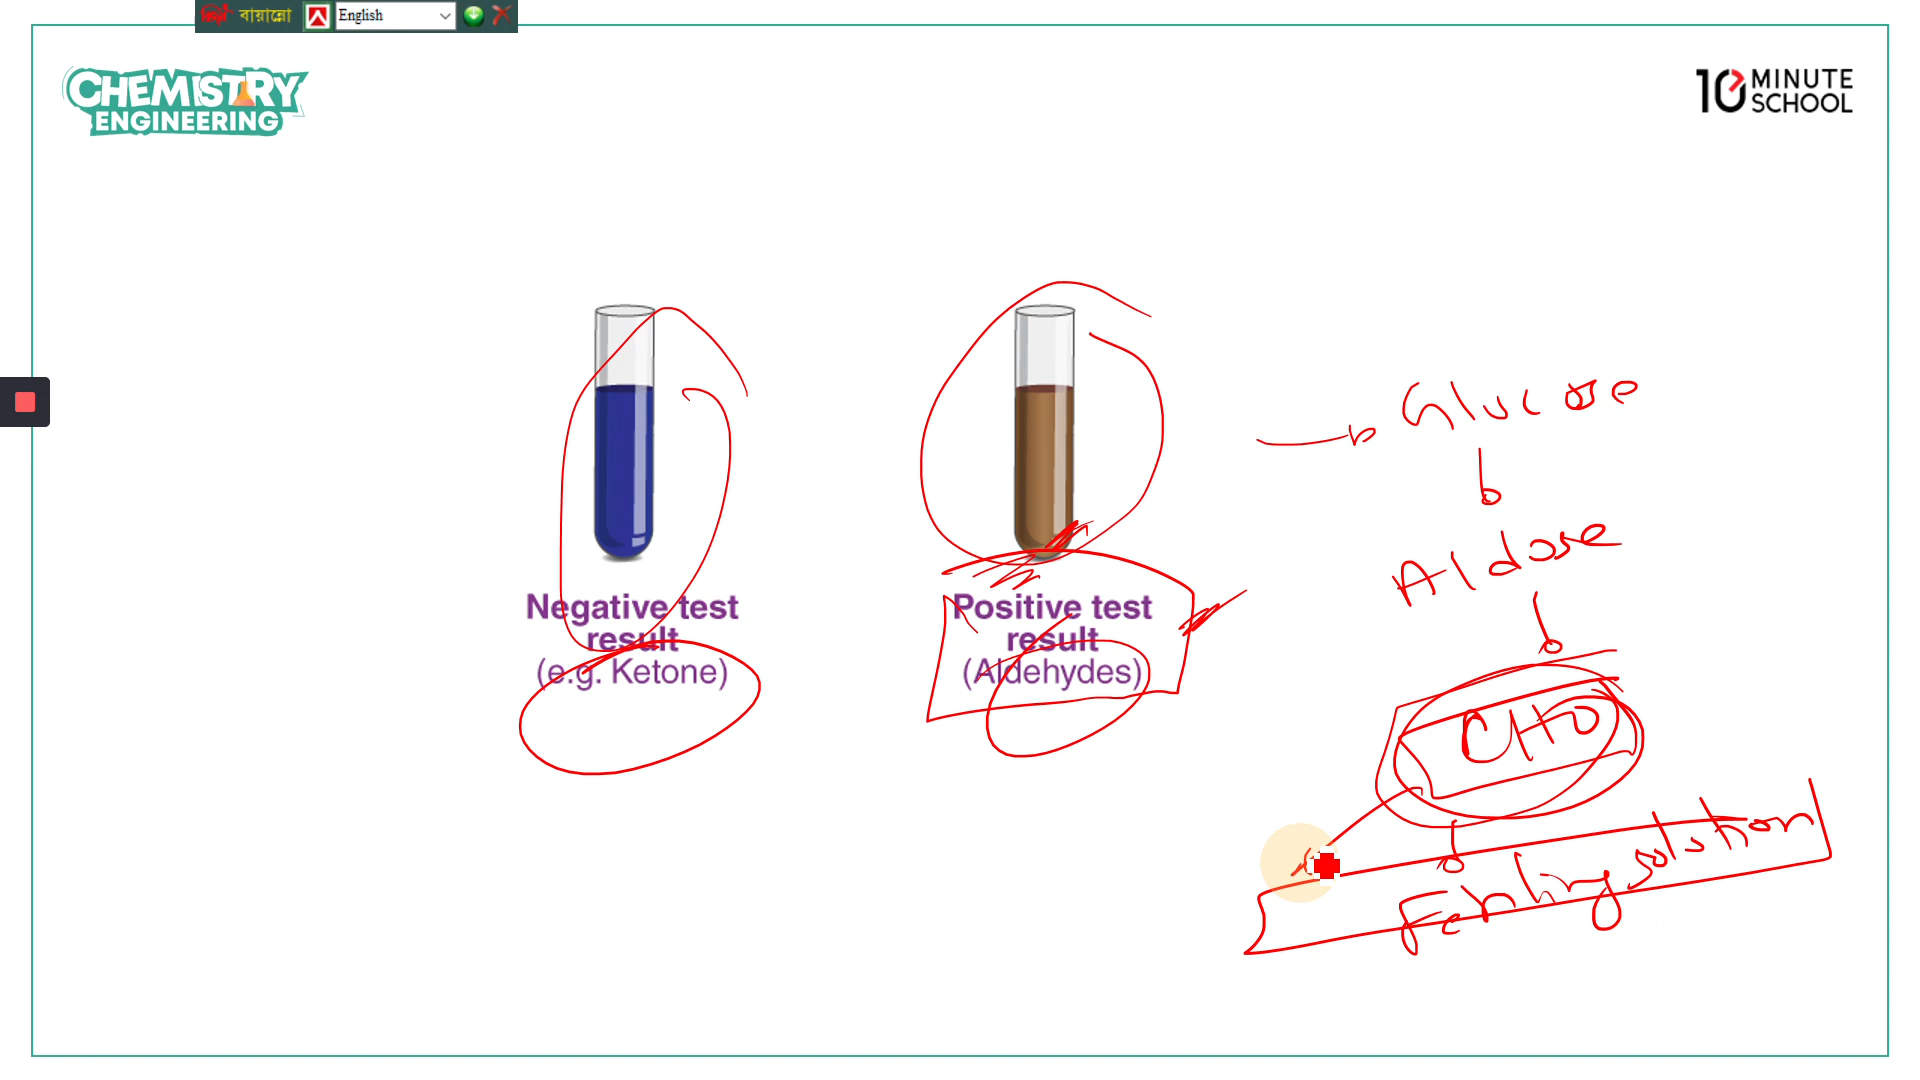 বায়ান্নো
English
CHEMISTRY
ENGINEERING
10 MINUTE
SCHOOL
Negative test
result
(e.g. Ketone)
Positive test
result
(Aldehydes)
Glucose
Aldose
CHO
Fehling solution